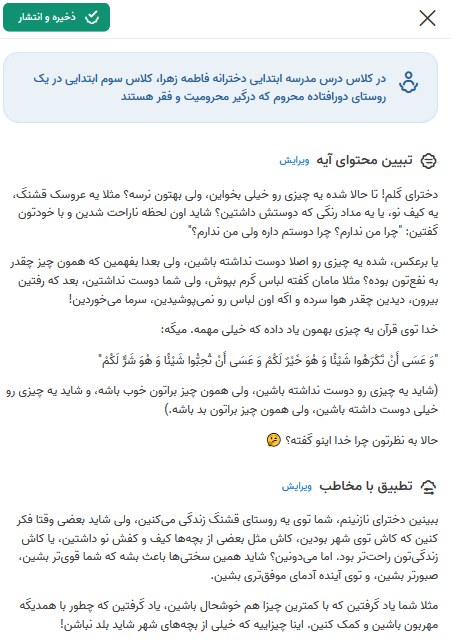 ذخیره و انتشار
در کلاس درس مدرسه ابتدایی دخترانه فاطمه زهرا، کلاس سوم ابتدایی در یک
روستای دورافتاده محروم که درگیر محرومیت و فقر هستند
تبیین محتوای آیه ویرایش
دخترای گلم! تا حالا شده یه چیزی رو خیلی بخواین، ولی بهتون نرسه؟ مثلا یه عروسک قشنگ،
یه کیف نو، یا یه مداد رنگی که دوستش داشتین؟ شاید اون لحظه ناراحت شدین و با خودتون
گفتین: "چرا من ندارم؟ چرا دوستم داره ولی من ندارم؟"
یا برعکس، شده یه چیزی رو اصلا دوست نداشته باشین، ولی بعدا بفهمین که همون چیز چقدر
به نفع‌تون بوده؟ مثلا مامان گفته لباس گرم بپوش، ولی شما دوست نداشتین، بعد که رفتین
بیرون، دیدین چقدر هوا سرده و اگه اون لباس رو نمی‌پوشیدین، سرما می‌خوردین!
خدا توی قرآن یه چیزی بهمون یاد داده که خیلی مهمه. میگه:
"وَ عَسَى أَنْ تَكْرَهُوا شَيْئًا وَ هُوَ خَيْرٌ لَكُمْ وَ عَسَى أَنْ تُحِبُّوا شَيْئًا وَ هُوَ شَرٌّ لَكُمْ"
(شاید یه چیزی رو دوست نداشته باشین، ولی همون چیز براتون خوب باشه، و شاید یه چیزی رو
خیلی دوست داشته باشین، ولی همون چیز براتون بد باشه.)
حالا به نظرتون چرا خدا اینو گفته؟ 🤔
تطبیق با مخاطب ویرایش
ببینین دخترای نازنینم، شما توی یه روستای قشنگ زندگی می‌کنین، ولی شاید بعضی وقتا فکر
کنین که کاش توی شهر بودین، کاش مثل بعضی از بچه‌ها کیف و کفش نو داشتین، یا کاش
زندگی‌تون راحت‌تر بود. اما می‌دونین؟ شاید همین سختی‌ها باعث بشه که شما قوی‌تر بشین،
صبورتر بشین، و توی آینده آدمای موفق‌تری بشین.
مثلا شما یاد گرفتین که با کمترین چیزا هم خوشحال باشین، یاد گرفتین که چطور با همدیگه
مهربون باشین و کمک کنین. اینا چیزاییه که خیلی از بچه‌های شهر شاید بلد نباشن!